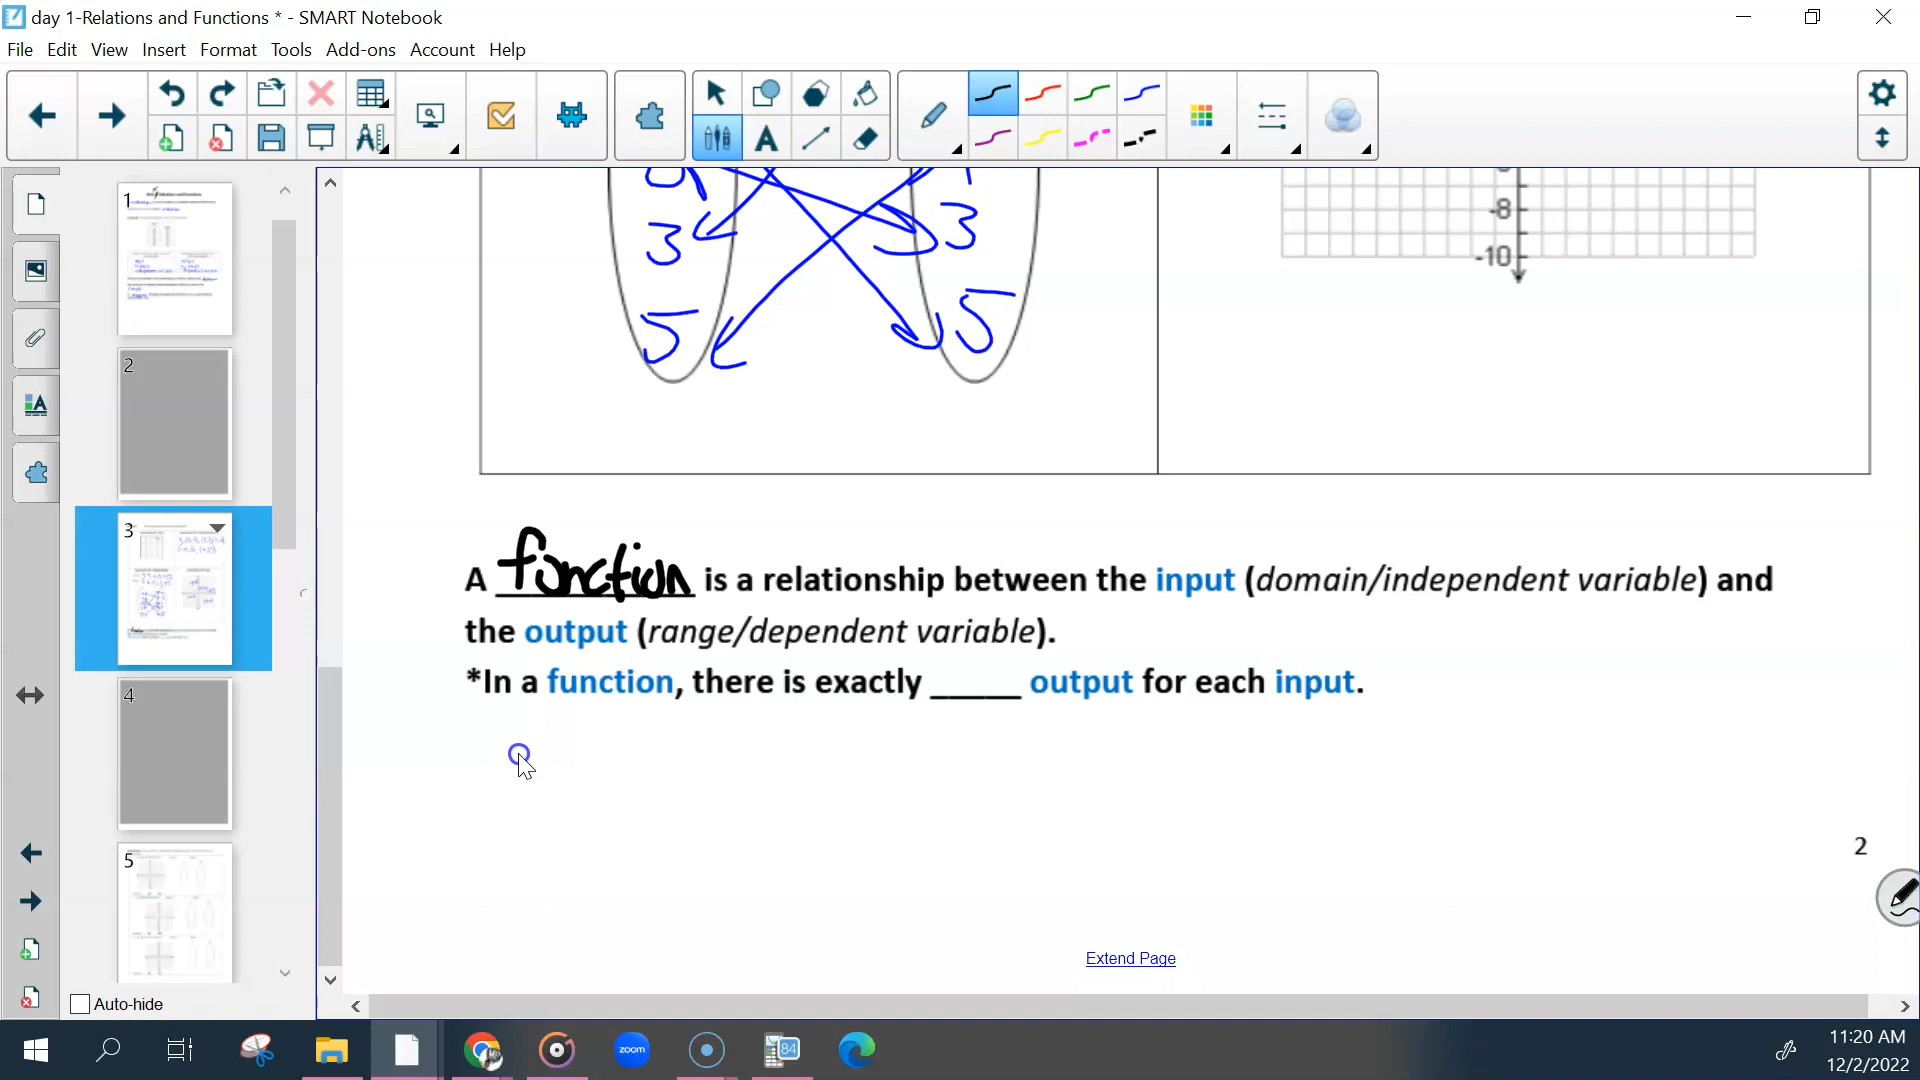 day 1-Relations and Functions * - SMART Notebook
File Edit View Insert Format Tools Add-ons Account Help
1
2
3
4
5
Auto-hide
3
5
3
5
-8
-10
A function is a relationship between the input (domain/independent variable) and
the output (range/dependent variable).
*In a function, there is exactly _____ output for each input.
2
Extend Page
zoom
84
11:20 AM
12/2/2022